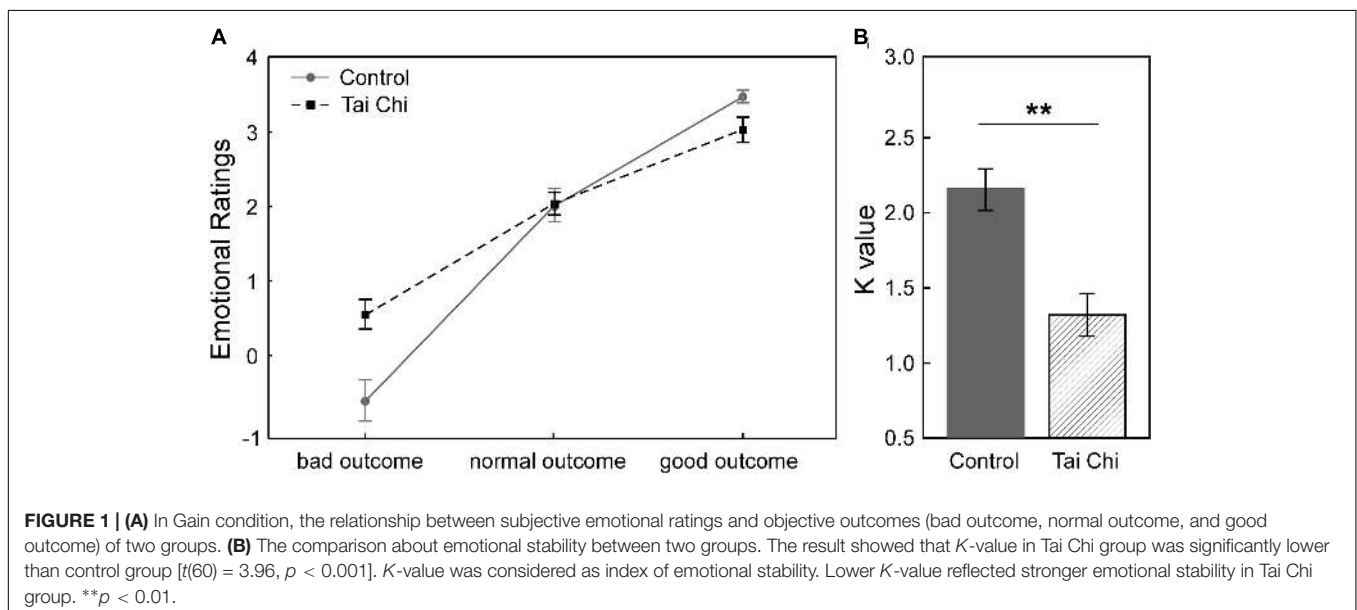 A
Control
Tai Chi
Emotional Ratings
4
3
2
1
0
-1
bad outcome normal outcome good outcome
B
**
K value
3.0
2.5
2.0
1.5
1.0
0.5
Control Tai Chi
FIGURE 1 | (A) In Gain condition, the relationship between subjective emotional ratings and objective outcomes (bad outcome, normal outcome, and good
outcome) of two groups. (B) The comparison about emotional stability between two groups. The result showed that K-value in Tai Chi group was significantly lower
than control group [t(60) = 3.96, p < 0.001]. K-value was considered as index of emotional stability. Lower K-value reflected stronger emotional stability in Tai Chi
group. **p < 0.01.